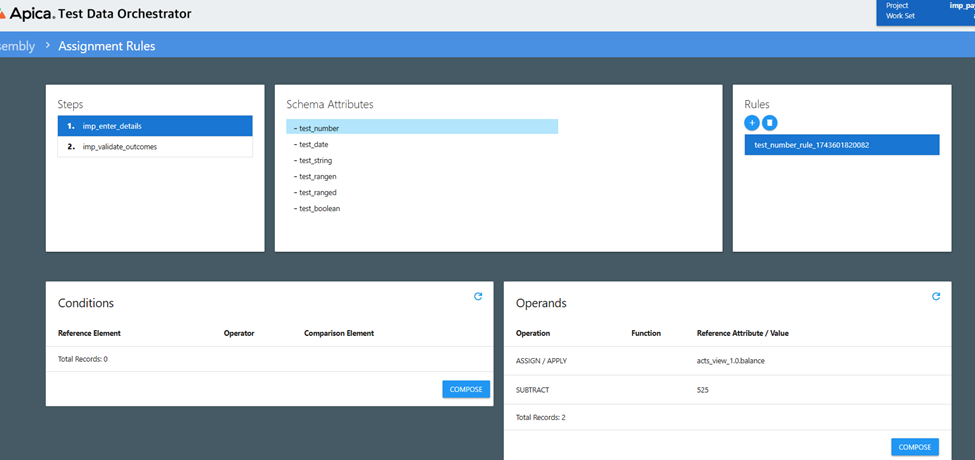 Apica. Test Data Orchestrator
Project imp_pa
Work Set
sembly > Assignment Rules
Steps
1. imp_enter_details
2. imp_validate_outcomes
Schema Attributes
- test_number
- test_date
- test_string
- test_rangen
- test_ranged
- test_boolean
Rules
+
test_number_rule_1743601820082
Conditions
Reference Element Operator Comparison Element
Total Records: 0
COMPOSE
Operands
Operation Function Reference Attribute / Value
ASSIGN / APPLY acts_view_1.0.balance
SUBTRACT 525
Total Records: 2
COMPOSE